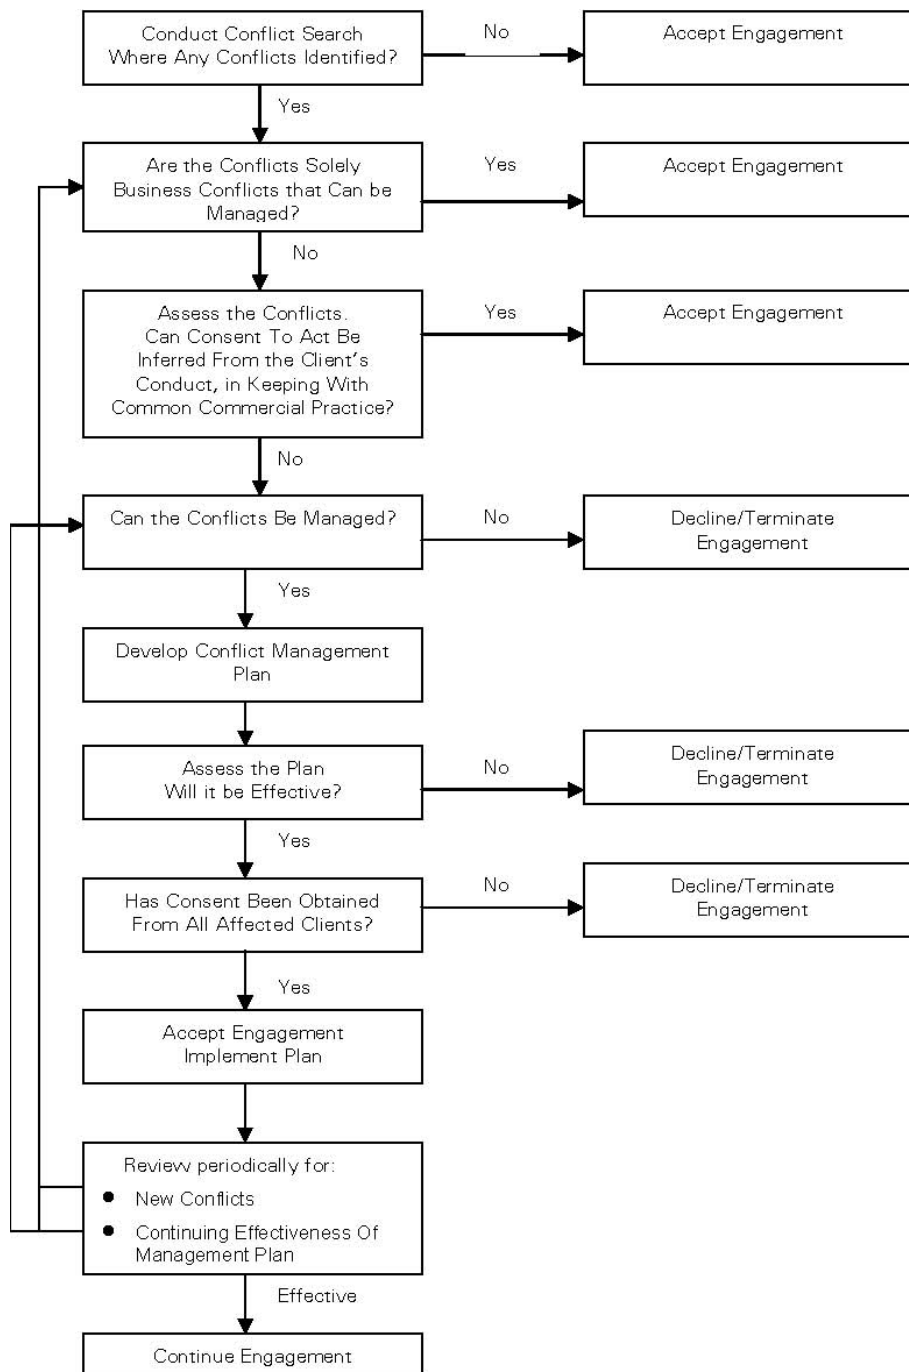 Conduct Conflict Search
Where Any Conflicts Identified?
No
Accept Engagement
Yes
Are the Conflicts Solely
Business Conflicts that Can be
Managed?
Yes
Accept Engagement
No
Assess the Conflicts.
Can Consent To Act Be
Inferred From the Client's
Conduct, in Keeping With
Common Commercial Practice?
Yes
Accept Engagement
No
Can the Conflicts Be Managed?
No
Decline/Terminate
Engagement
Yes
Develop Conflict Management
Plan
Assess the Plan
Will it be Effective?
No
Decline/Terminate
Engagement
Yes
Has Consent Been Obtained
From All Affected Clients?
No
Decline/Terminate
Engagement
Yes
Accept Engagement
Implement Plan
Review periodically for:
● New Conflicts
● Continuing Effectiveness Of
Management Plan
Effective
Continue Engagement